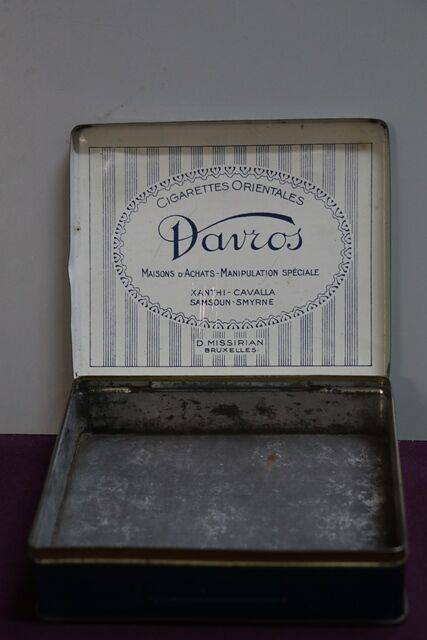 CIGARETTES ORIENTALES
Davros
MAISONS D'ACHATS-MANIPULATION SPÉCIALE
XANTHI-CAVALLA
SAMSOUN-SMYRNE
D.MISSIRIAN
BRUXELLES